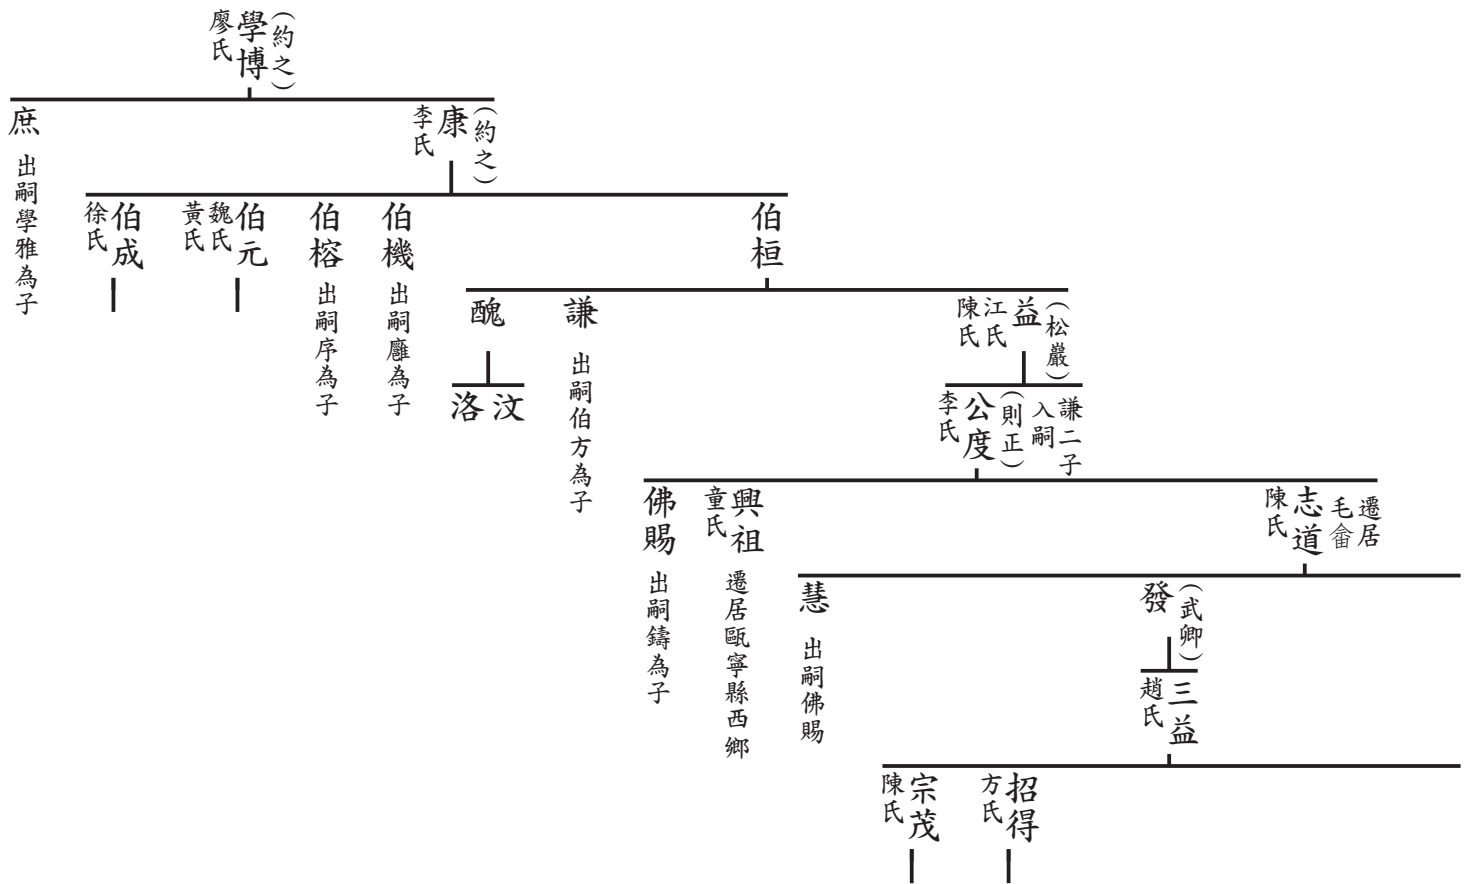 (約之)
學博
廖氏
(約之)
康
李氏
庶
出嗣學雅為子
伯桓
伯機
出嗣廱為子
伯榕
出嗣序為子
伯元
魏氏
黃氏
伯成
徐氏
(松巖)
益
江氏
陳氏
謙
出嗣伯方為子
醜
謙二子
入嗣
(則正)
公度
李氏
汶
洛
遷居
毛畲
志道
陳氏
興祖
童氏
遷居甌寧縣西鄉
佛賜
出嗣鑄為子
(武卿)
發
慧
出嗣佛賜
三益
趙氏
招得
方氏
宗茂
陳氏